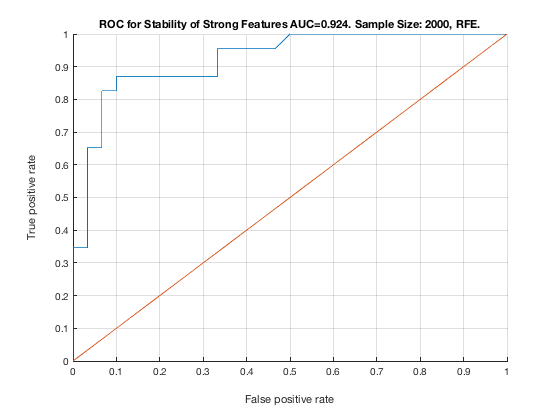 ROC for Stability of Strong Features AUC=0.924. Sample Size: 2000, RFE.
1
0.9
0.8
0.7
0.6
0.5
0.4
0.3
0.2
0.1
0
True positive rate
0 0.1 0.2 0.3 0.4 0.5 0.6 0.7 0.8 0.9 1
False positive rate